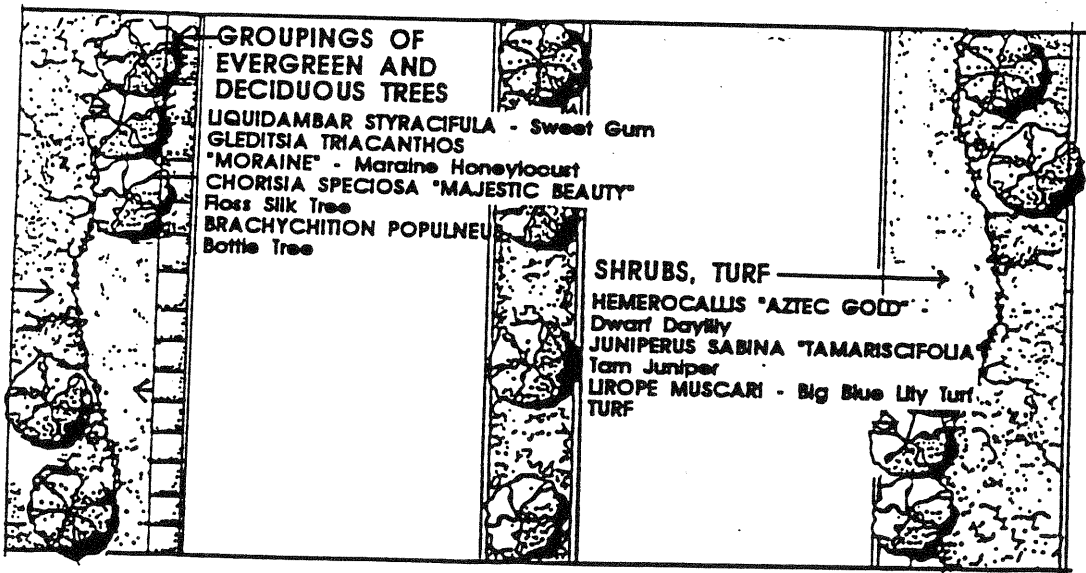 GROUPINGS OF
EVERGREEN AND
DECIDUOUS TREES
LIQUIDAMBAR STYRACIFULA - Sweet Gum
GLEDITSIA TRIACANTHOS
"MORAINE" - Maraine Honeylocust
CHORISIA SPECIOSA "MAJESTIC BEAUTY"
Floss Silk Tree
BRACHYCHITION POPULNEUS
Bottle Tree
SHRUBS, TURF
HEMEROCALLIS "AZTEC GOLD" -
Dwarf Daylily
JUNIPERUS SABINA "TAMARISCIFOLIA"
Tam Juniper
LIROPE MUSCARI - Big Blue Lily Turf
TURF